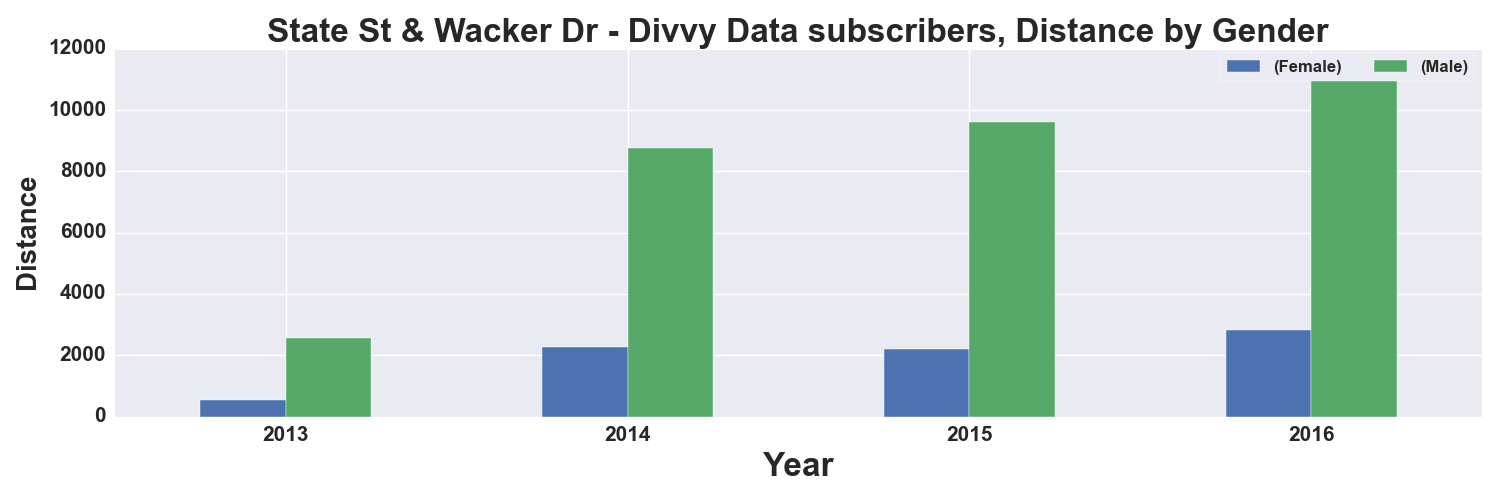 State St & Wacker Dr - Divvy Data subscribers, Distance by Gender
12000
10000
8000
6000
4000
2000
0
Distance
(Female) (Male)
2013 2014 2015 2016
Year